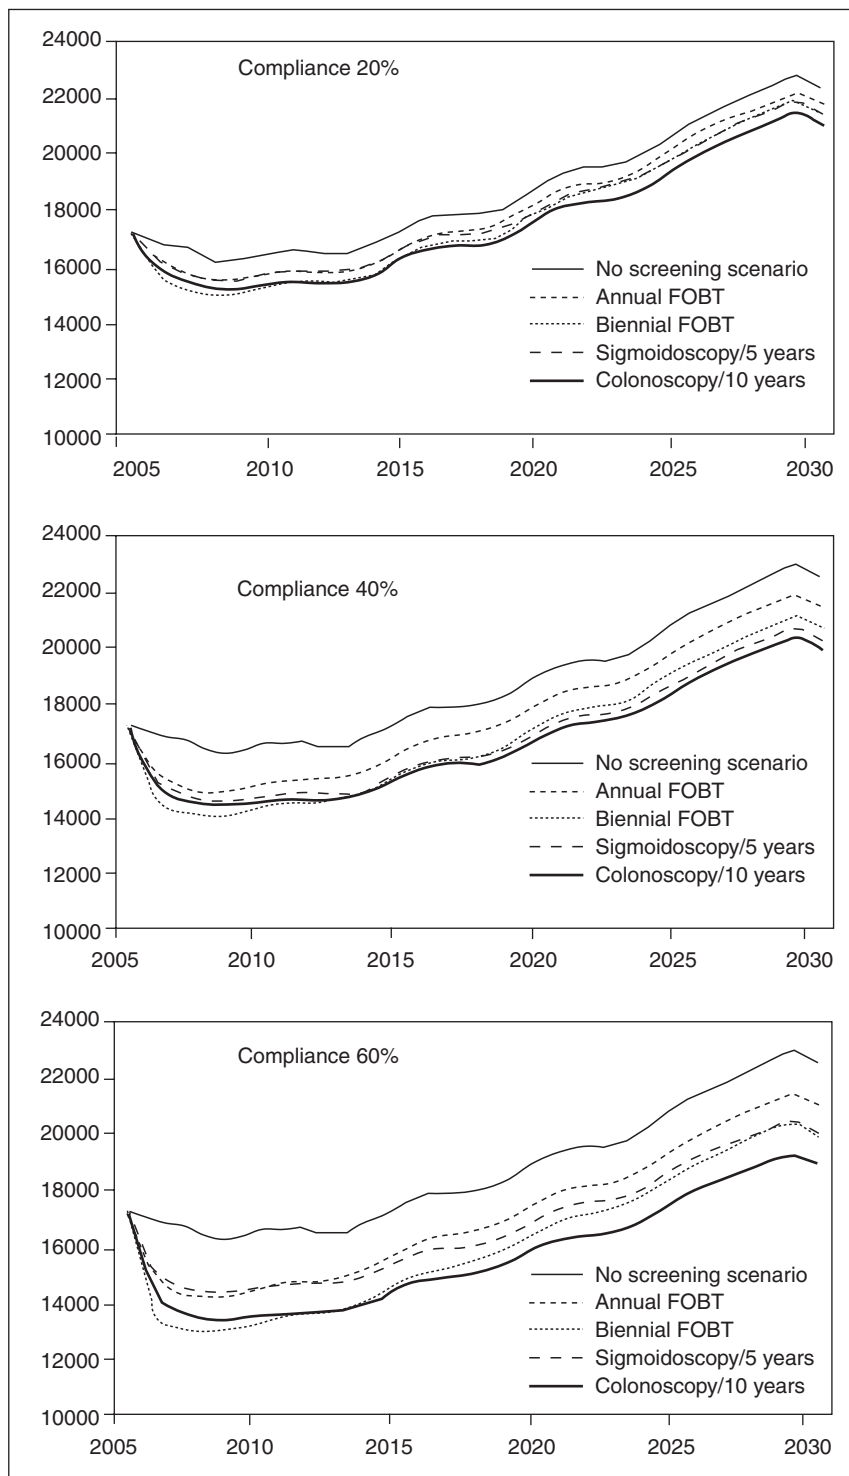 24000
Compliance 20%
22000
20000
18000
16000
No screening scenario
Annual FOBT
14000
Biennial FOBT
Sigmoidoscopy/5 years
12000
Colonoscopy/10 years
10000
2005 2010 2015 2020 2025 2030
24000
Compliance 40%
22000
20000
18000
16000
No screening scenario
Annual FOBT
14000
Biennial FOBT
Sigmoidoscopy/5 years
12000
Colonoscopy/10 years
10000
2005 2010 2015 2020 2025 2030
24000
Compliance 60%
22000
20000
18000
16000
No screening scenario
Annual FOBT
14000
Biennial FOBT
Sigmoidoscopy/5 years
12000
Colonoscopy/10 years
10000
2005 2010 2015 2020 2025 2030